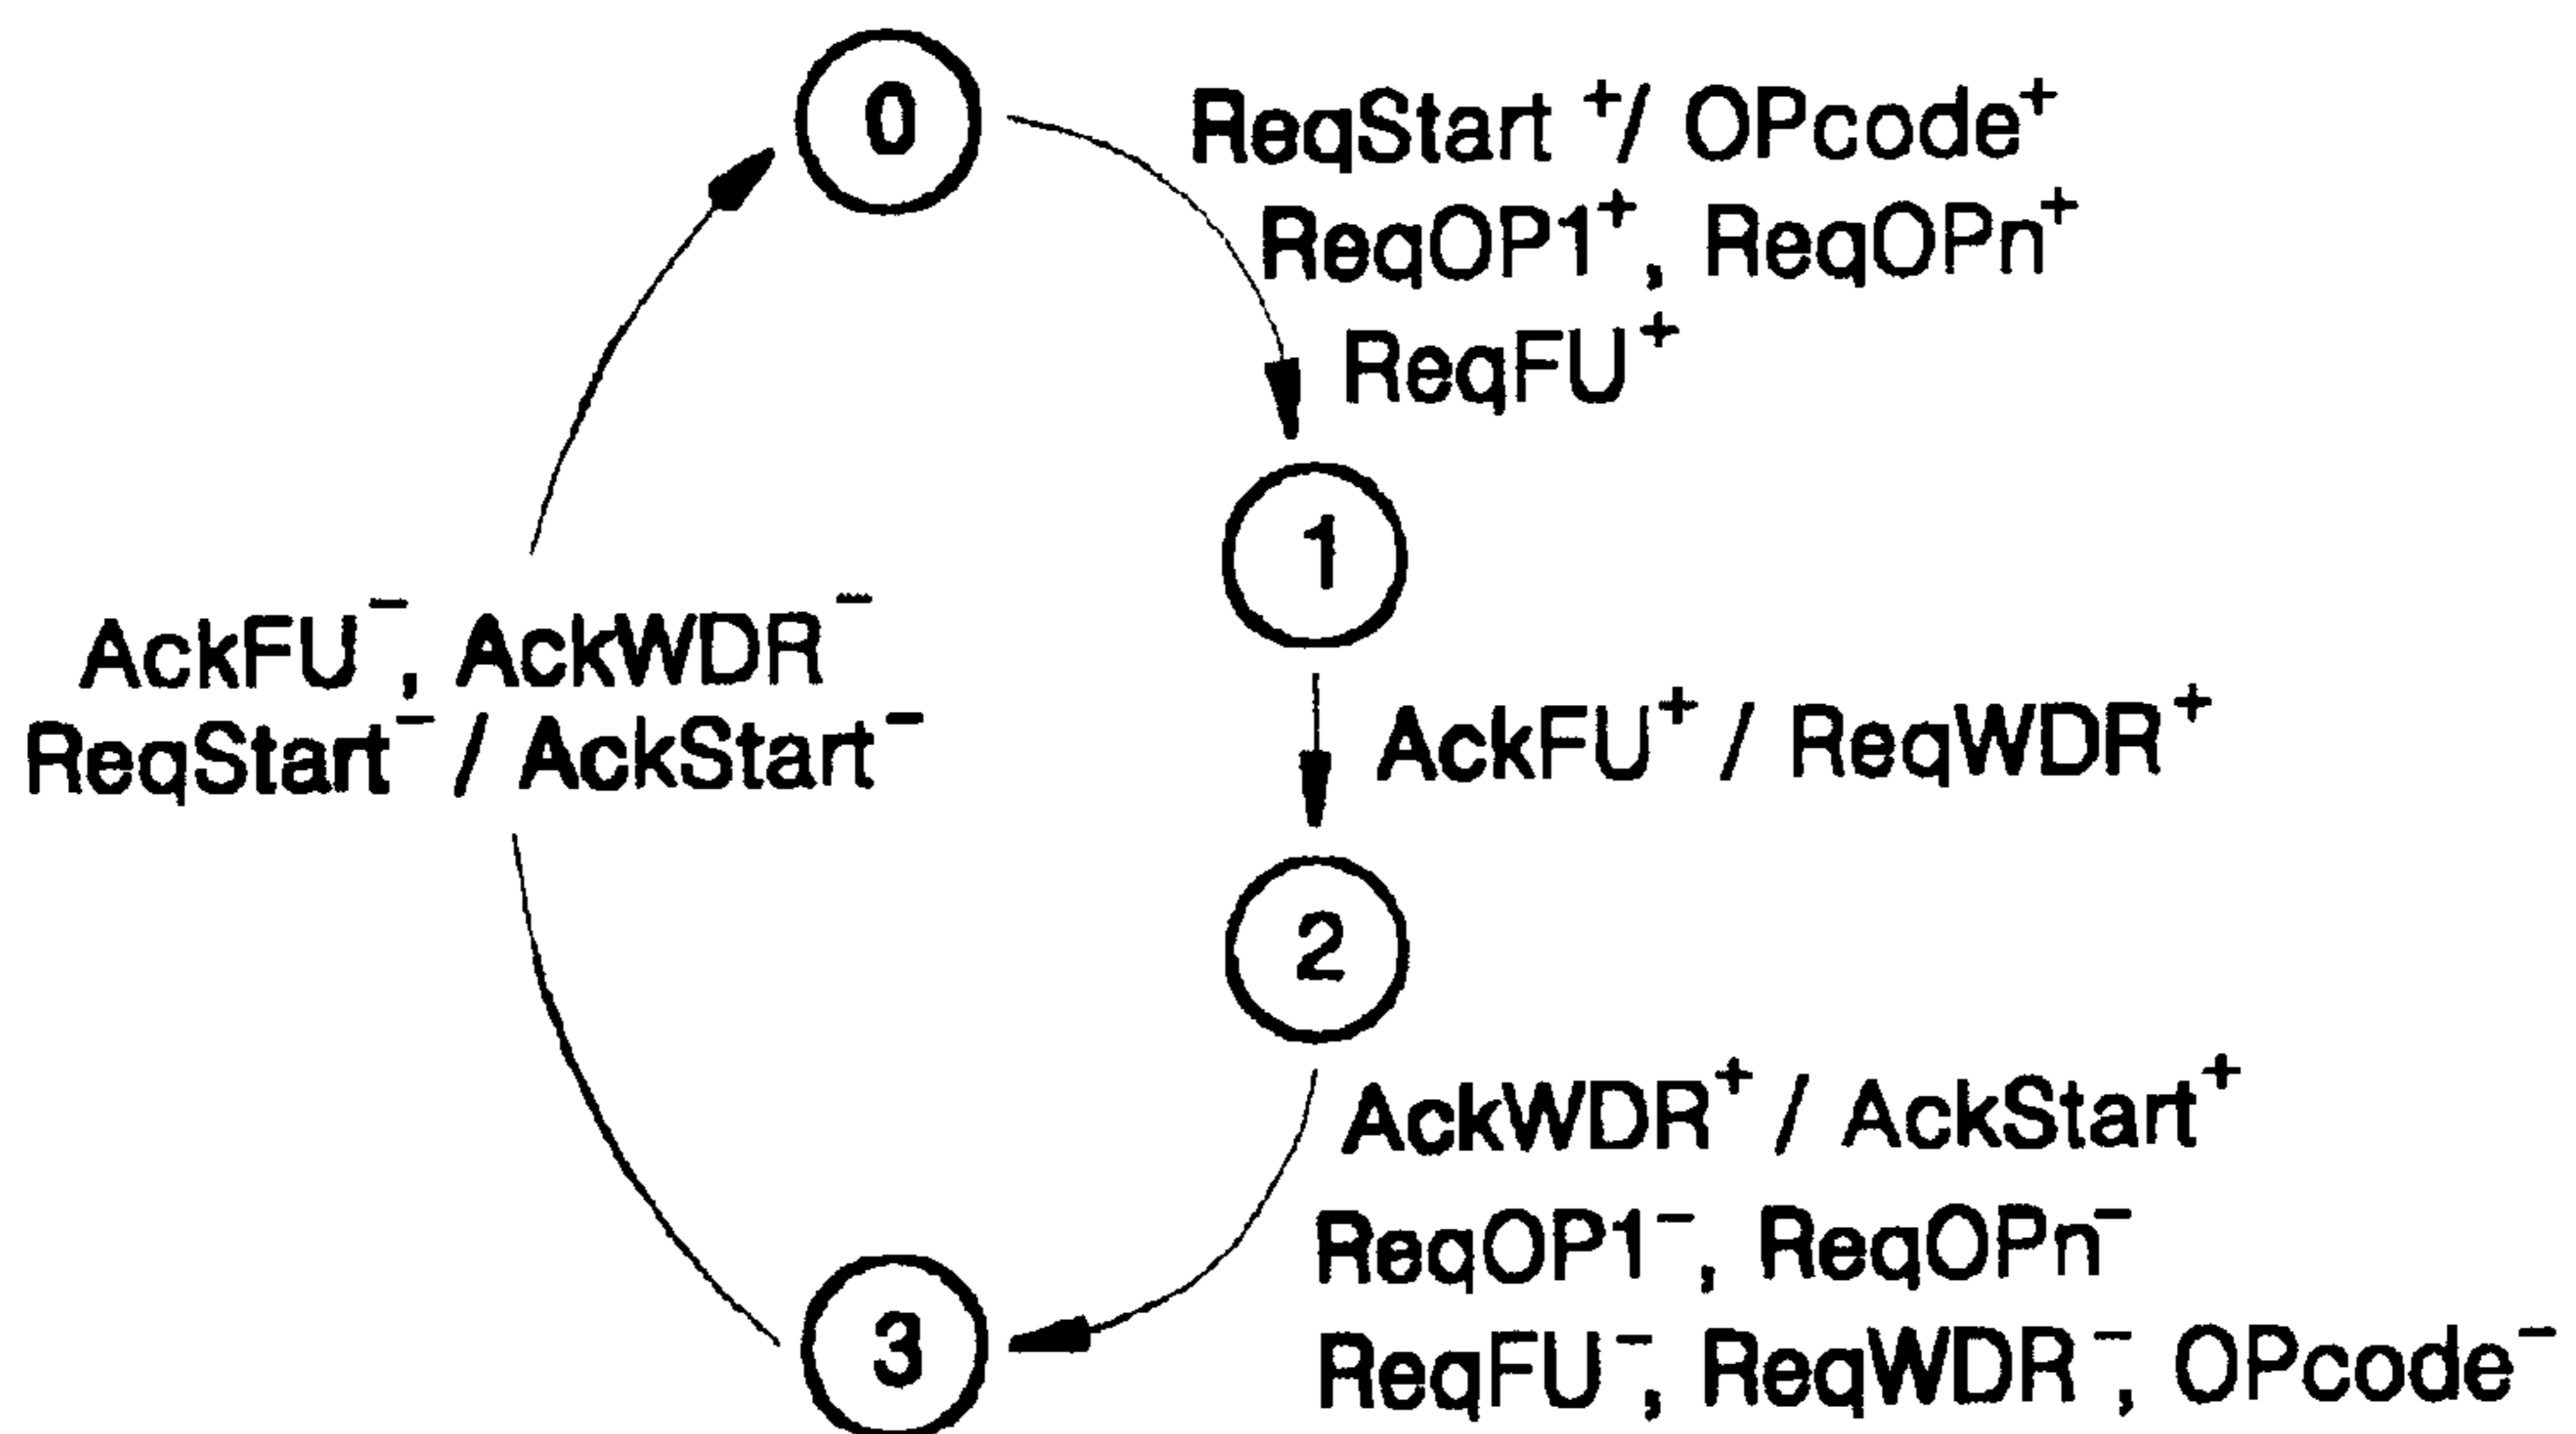 0
ReqStart⁺/ OPcode⁺
ReqOP1⁺, ReqOPn⁺
ReqFU⁺
1
AckFU⁻, AckWDR⁻
ReqStart⁻ / AckStart⁻
AckFU⁺ / ReqWDR⁺
2
AckWDR⁺ / AckStart⁺
ReqOP1⁻, ReqOPn⁻
ReqFU⁻, ReqWDR⁻, OPcode⁻
3